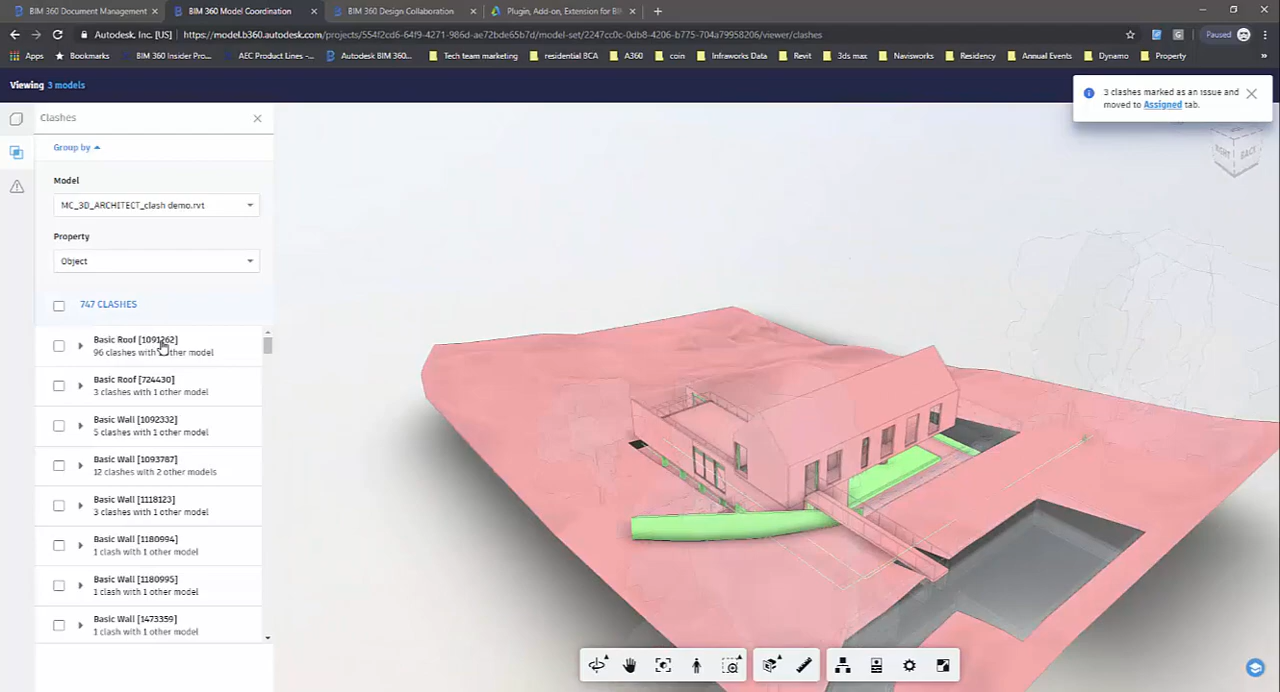 BIM 360 Document Management
BIM 360 Model Coordination
BIM 360 Design Collaboration
Plugin, Add-on, Extension for BI
Autodesk, Inc. [US]
https://model.b360.autodesk.com/projects/554f2cd6-64f9-4271-986d-ae72bde65b7d/model-set/2247cc0c-0db8-4206-b775-704a79958206/viewer/clashes
Paused
Apps
Bookmarks
BIM 360 Insider Pro...
AEC Product Lines -...
Autodesk BIM 360...
Tech team marketing
residential BCA
A360
coin
Infraworks Data
Revit
3ds max
Navisworks
Residency
Annual Events
Dynamo
Property
Viewing 3 models
3 clashes marked as an issue and
moved to Assigned tab.
Clashes
Group by
Model
MC_3D_ARCHITECT_clash demo.rvt
Property
Object
747 CLASHES
Basic Roof [1091262]
96 clashes with other model
Basic Roof [724430]
3 clashes with 1 other model
Basic Wall [1092332]
5 clashes with 1 other model
Basic Wall [1093787]
12 clashes with 2 other models
Basic Wall [1118123]
3 clashes with 1 other model
Basic Wall [1180994]
1 clash with 1 other model
Basic Wall [1180995]
1 clash with 1 other model
Basic Wall [1473359]
1 clash with 1 other model
RIGHT
BACK